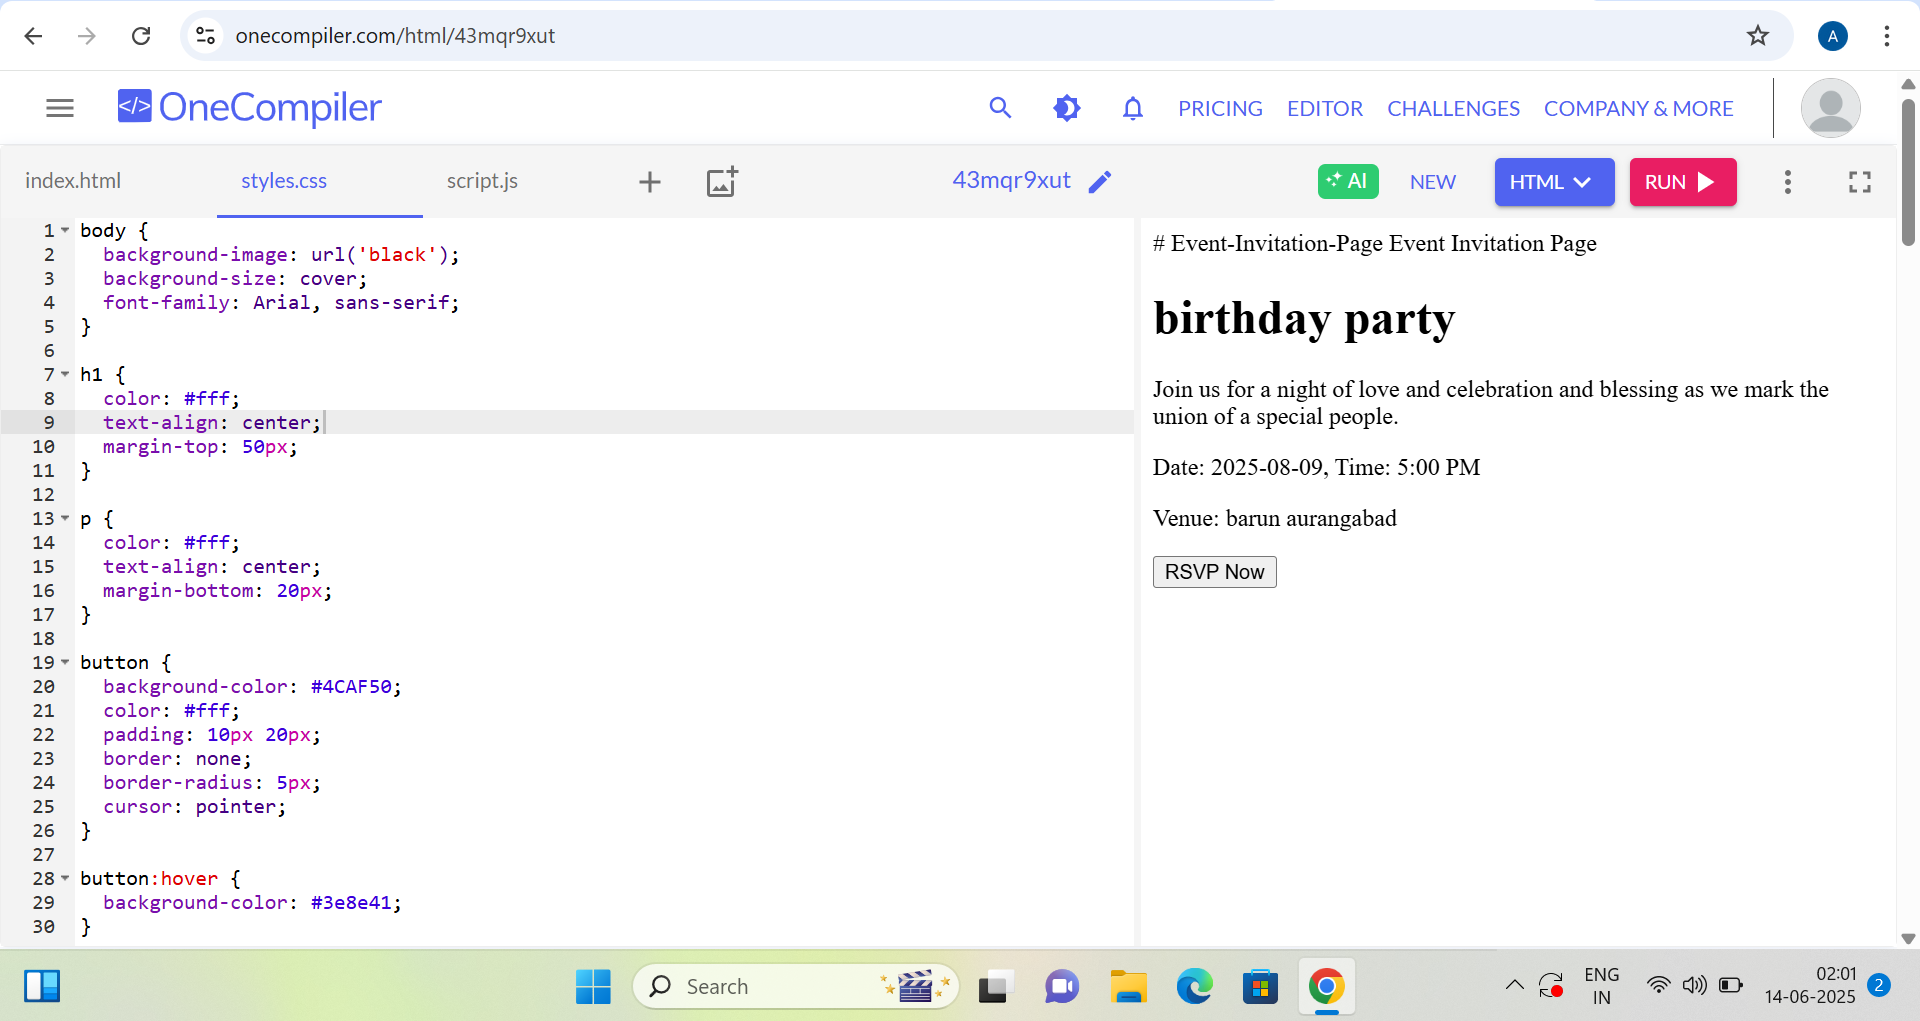 onecompiler.com/html/43mqr9xut
A
</> OneCompiler
PRICING EDITOR CHALLENGES COMPANY & MORE
index.html styles.css script.js
43mqr9xut
AI NEW HTML RUN
1 body {
2 background-image: url('black');
3 background-size: cover;
4 font-family: Arial, sans-serif;
5 }
6
7 h1 {
8 color: #fff;
9 text-align: center;
10 margin-top: 50px;
11 }
12
13 p {
14 color: #fff;
15 text-align: center;
16 margin-bottom: 20px;
17 }
18
19 button {
20 background-color: #4CAF50;
21 color: #fff;
22 padding: 10px 20px;
23 border: none;
24 border-radius: 5px;
25 cursor: pointer;
26 }
27
28 button:hover {
29 background-color: #3e8e41;
30 }
# Event-Invitation-Page Event Invitation Page
birthday party
Join us for a night of love and celebration and blessing as we mark the
union of a special people.
Date: 2025-08-09, Time: 5:00 PM
Venue: barun aurangabad
RSVP Now
Search
ENG
IN
02:01
14-06-2025
2